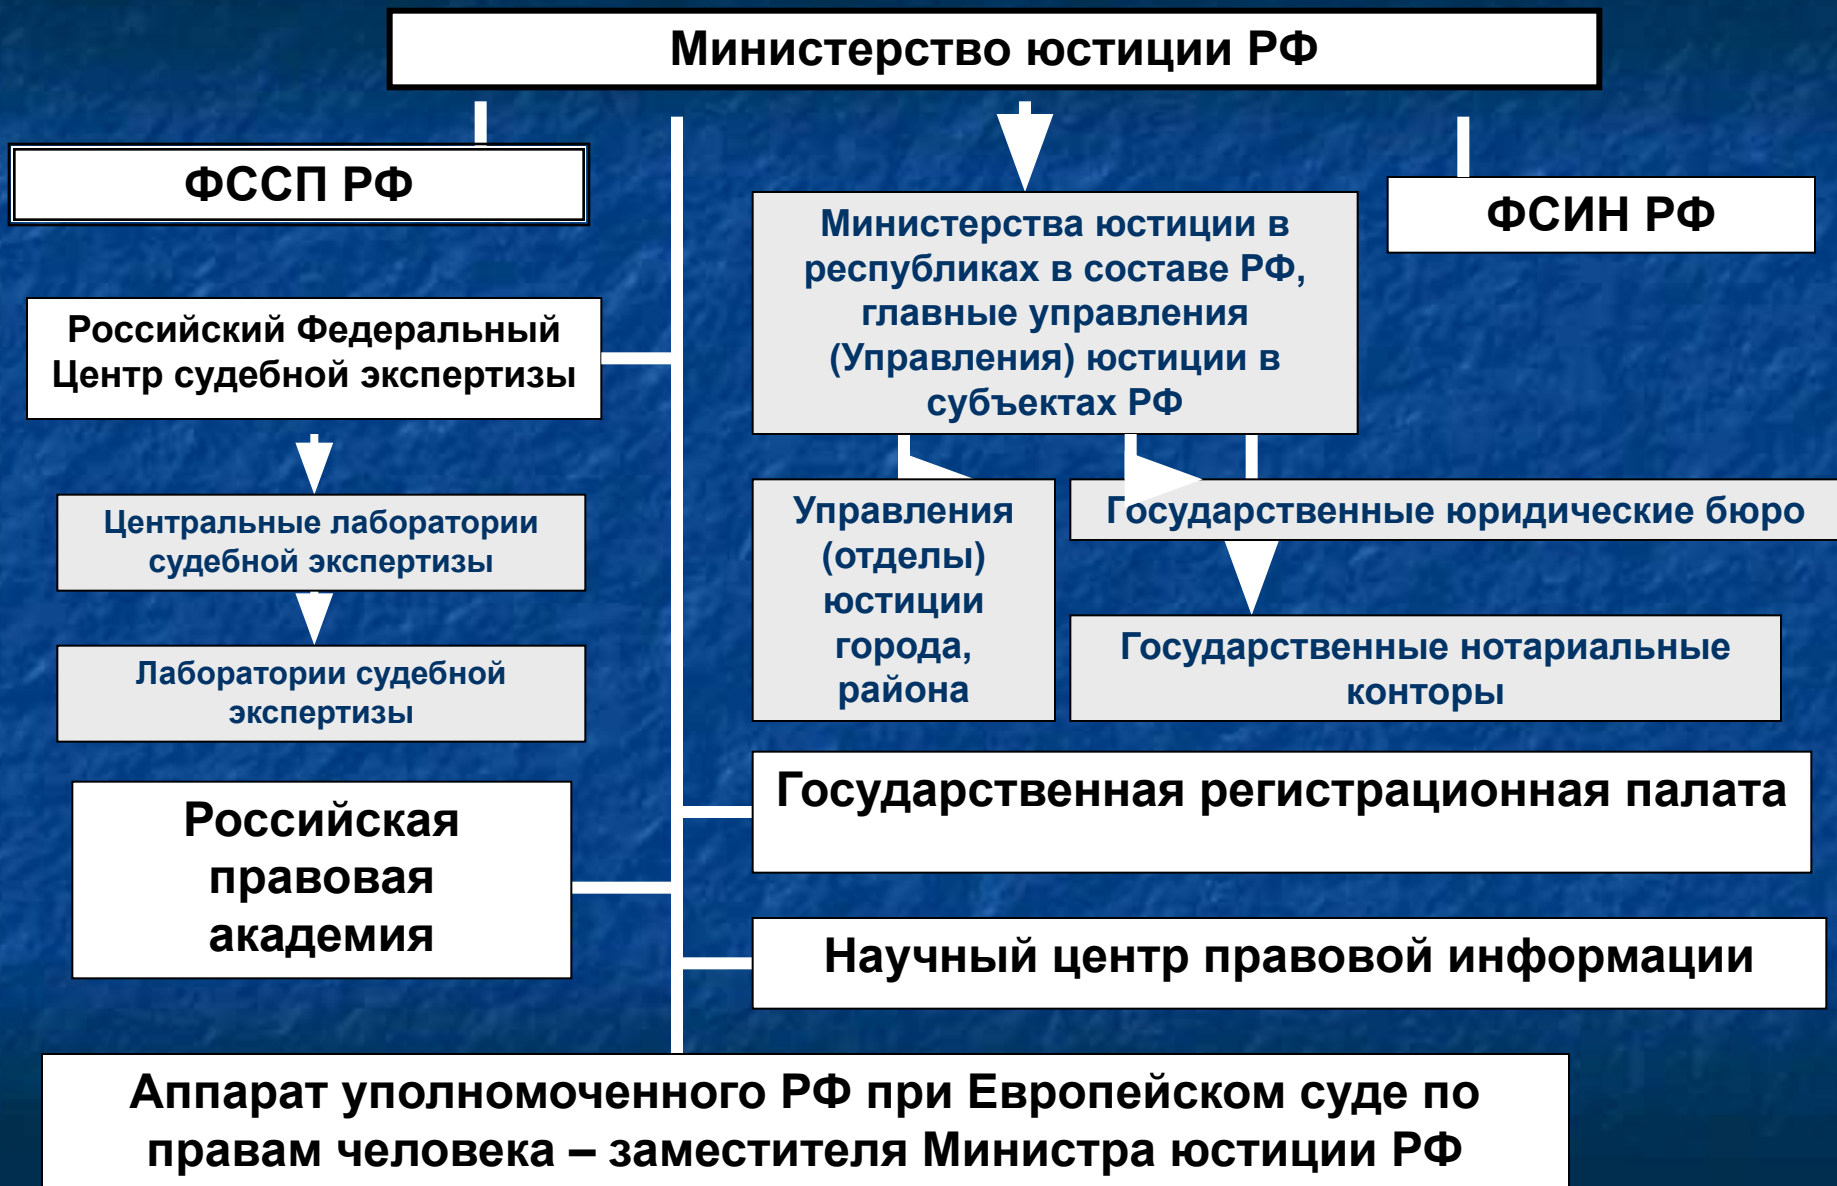 Министерство юстиции РФ
ФССП РФ
ФСИН РФ
Министерства юстиции в
республиках в составе РФ,
главные управления
(Управления) юстиции в
субъектах РФ
Российский Федеральный
Центр судебной экспертизы
Центральные лаборатории
судебной экспертизы
Лаборатории судебной
экспертизы
Управления
(отделы)
юстиции
города,
района
Государственные юридические бюро
Государственные нотариальные
конторы
Российская
правовая
академия
Государственная регистрационная палата
Научный центр правовой информации
Аппарат уполномоченного РФ при Европейском суде по
правам человека – заместителя Министра юстиции РФ